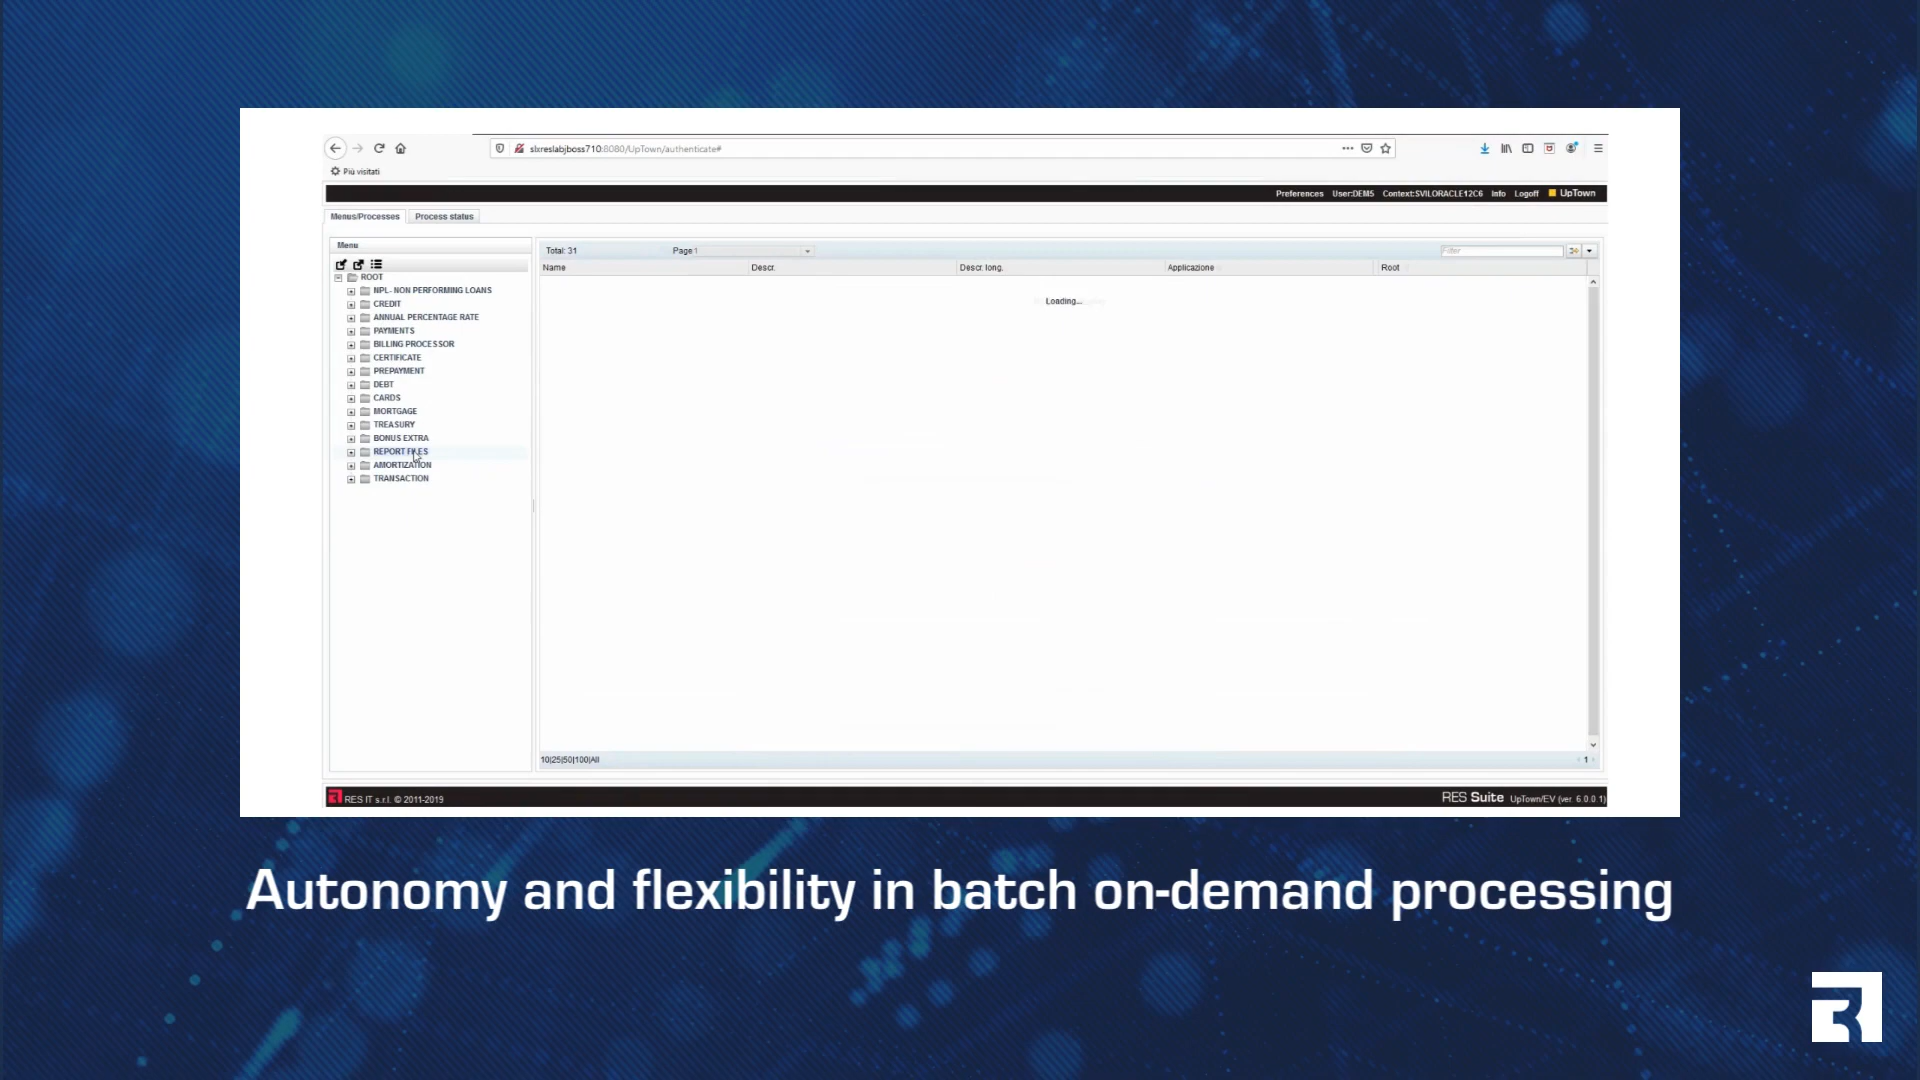 slxreslabjboss710:8080/UpTown/authenticate#
Più visitati
Preferences User:DEM5 Context:SVILORACLE12C6 Info Logoff UpTown
Menus/Processes Process status
Menu
Total: 31 Page 1 Filter
Name Descr. Descr. long. Applicazione Root
ROOT
Loading...
NPL- NON PERFORMING LOANS
CREDIT
ANNUAL PERCENTAGE RATE
PAYMENTS
BILLING PROCESSOR
CERTIFICATE
PREPAYMENT
DEBT
CARDS
MORTGAGE
TREASURY
BONUS EXTRA
REPORT FILES
AMORTIZATION
TRANSACTION
10|25|50|100|All 1
RES IT s.r.l. © 2011-2019 RES Suite UpTown/EV (ver. 6.0.0.1)
Autonomy and flexibility in batch on-demand processing